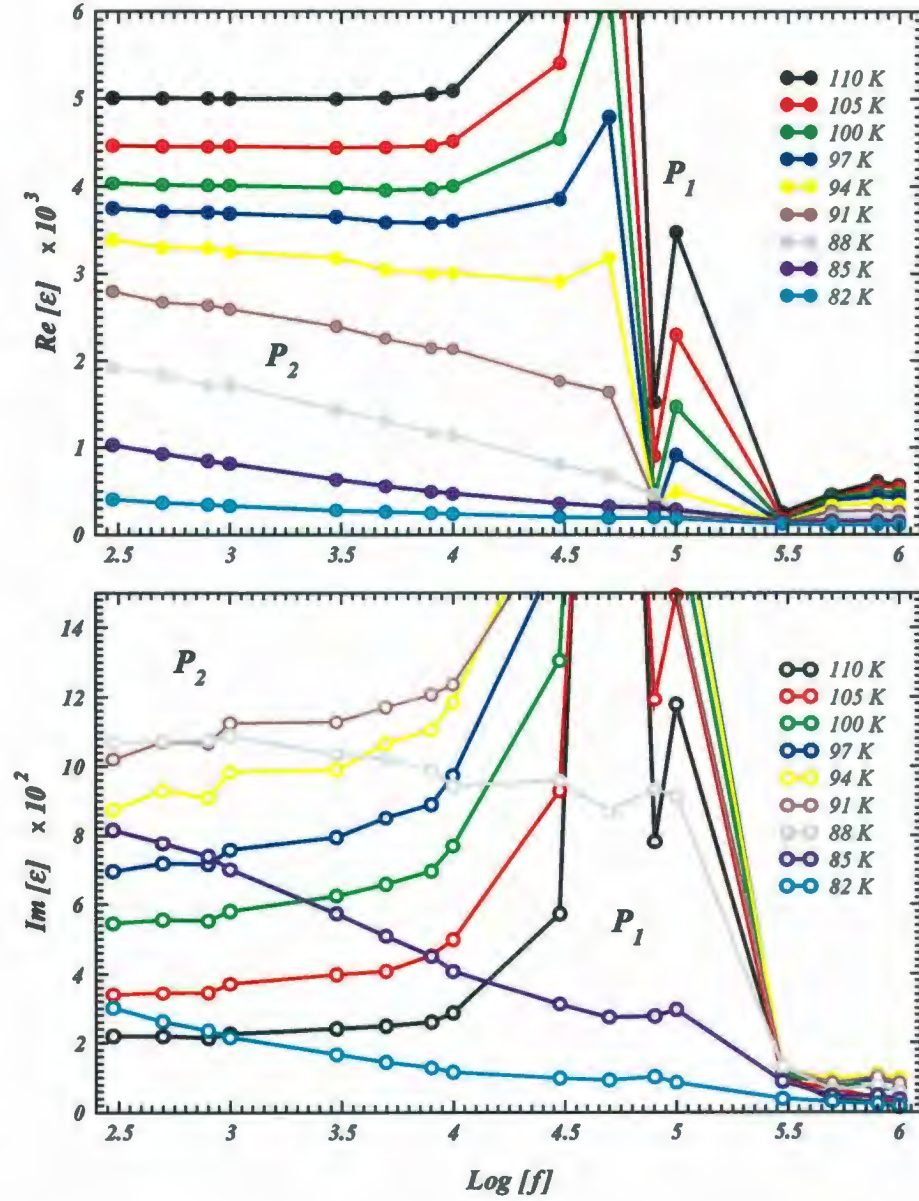 6
5
4
3
2
1
0
Re [ε] x 10³
P₁
P₂
110 K
105 K
100 K
97 K
94 K
91 K
88 K
85 K
82 K
2.5 3 3.5 4 4.5 5 5.5 6
14
12
10
8
6
4
2
0
Im [ε] x 10²
P₂
P₁
110 K
105 K
100 K
97 K
94 K
91 K
88 K
85 K
82 K
2.5 3 3.5 4 4.5 5 5.5 6
Log [f]